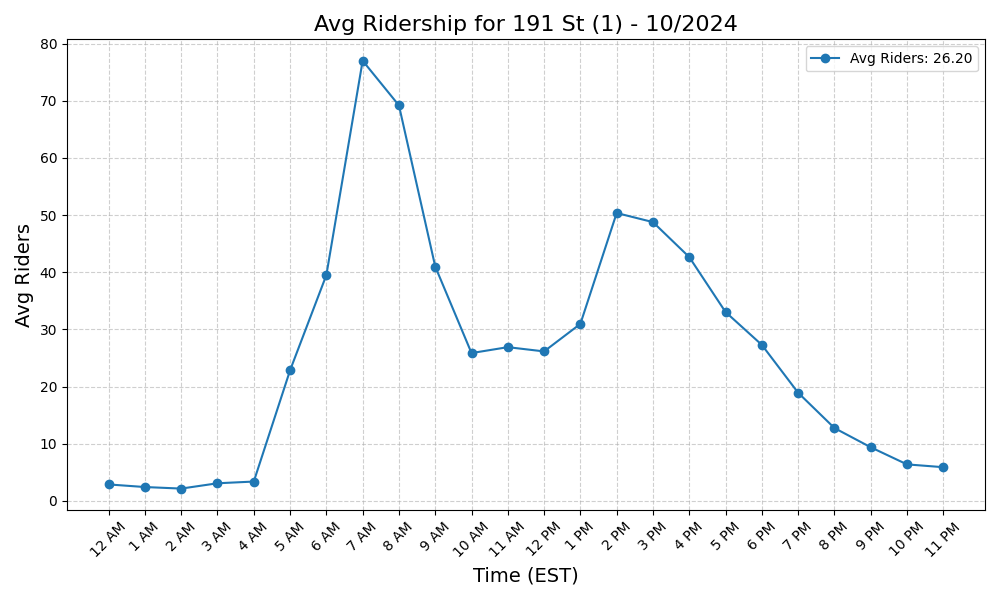 Avg Ridership for 191 St (1) - 10/2024
Avg Riders: 26.20
Avg Riders
80
70
60
50
40
30
20
10
0
12 AM
1 AM
2 AM
3 AM
4 AM
5 AM
6 AM
7 AM
8 AM
9 AM
10 AM
11 AM
12 PM
1 PM
2 PM
3 PM
4 PM
5 PM
6 PM
7 PM
8 PM
9 PM
10 PM
11 PM
Time (EST)